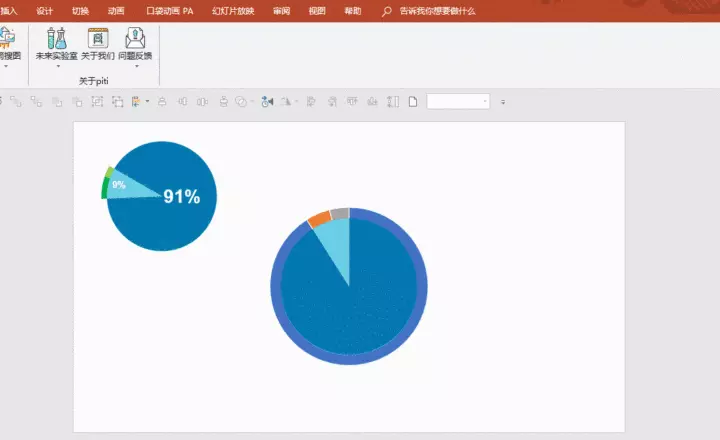 插入 设计 切换 动画 口袋动画 PA 幻灯片放映 审阅 视图 帮助 告诉我你想要做什么
搜图 未来实验室 关于我们 问题反馈
关于piti
9%
91%